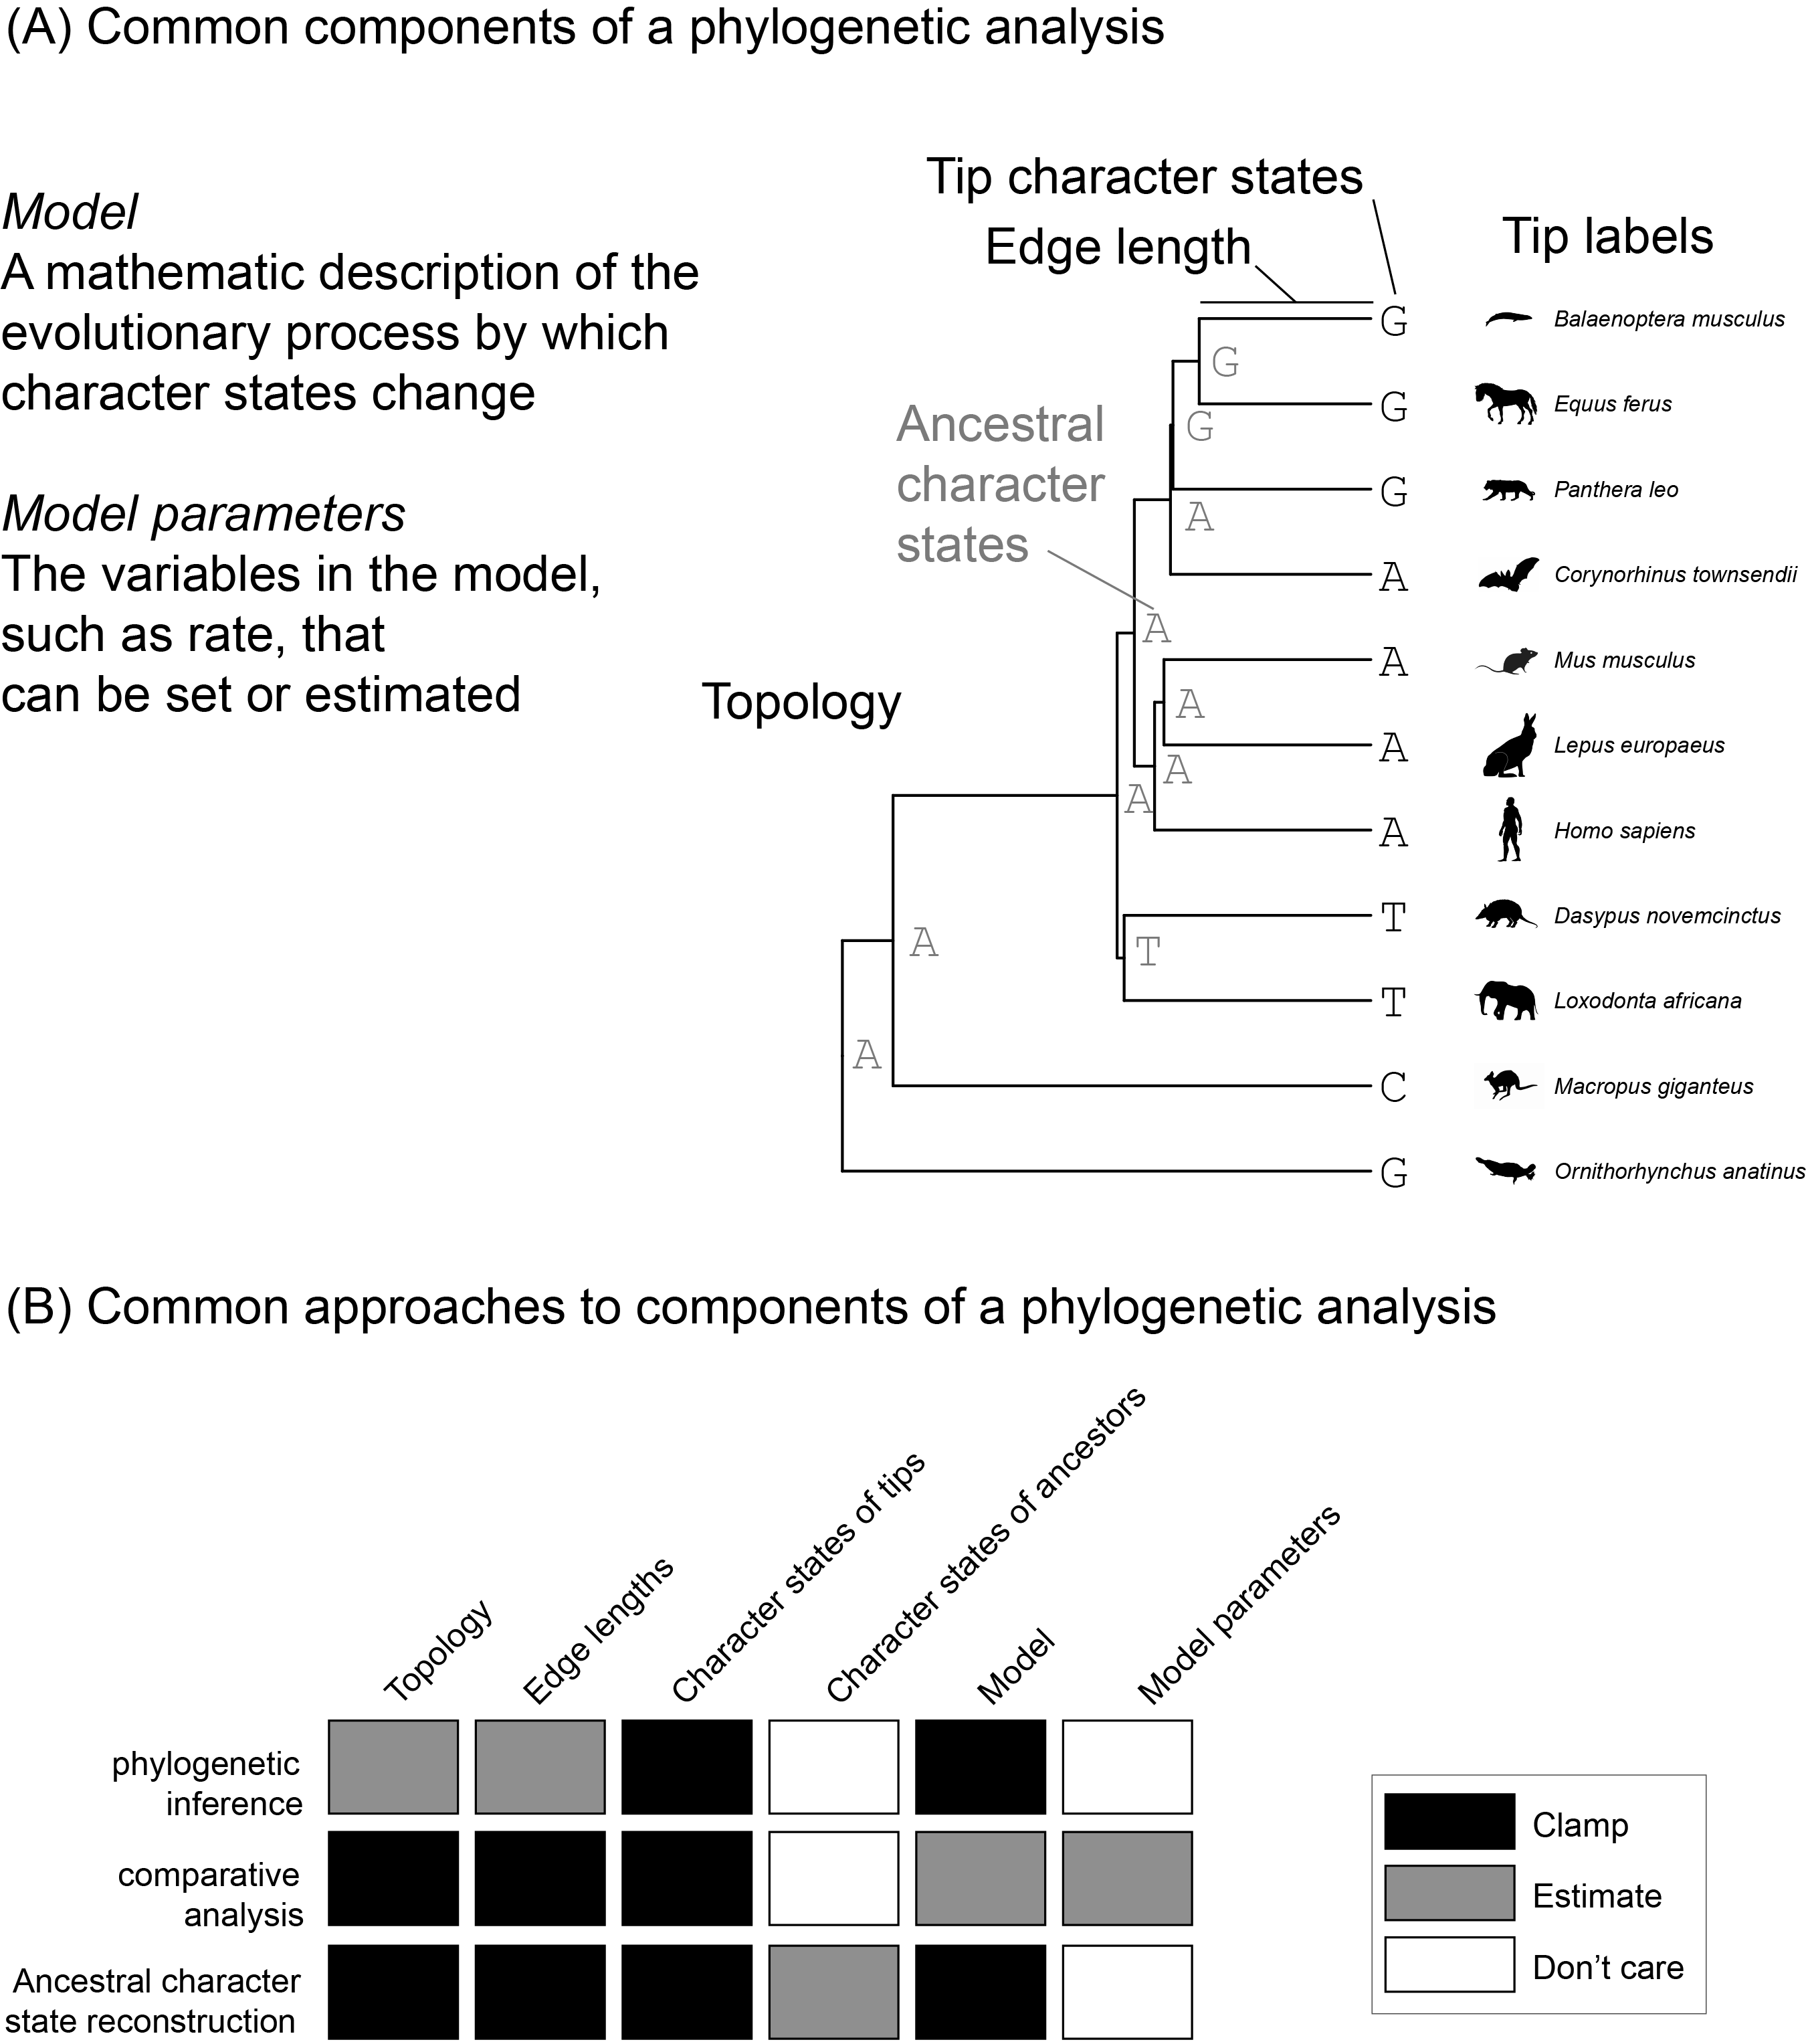 (A) Common components of a phylogenetic analysis
Model
A mathematic description of the
evolutionary process by which
character states change
Model parameters
The variables in the model,
such as rate, that
can be set or estimated
Tip character states
Edge length
Tip labels
Ancestral
character
states
Topology
G Balaenoptera musculus
G
G Equus ferus
G
G Panthera leo
A
A Corynorhinus townsendii
A
A Mus musculus
A
A Lepus europaeus
A
A
A Homo sapiens
T Dasypus novemcinctus
A
T
T Loxodonta africana
A
C Macropus giganteus
G Ornithorhynchus anatinus
(B) Common approaches to components of a phylogenetic analysis
Topology
Edge lengths
Character states of tips
Character states of ancestors
Model
Model parameters
phylogenetic
inference
comparative
analysis
Ancestral character
state reconstruction
Clamp
Estimate
Don’t care